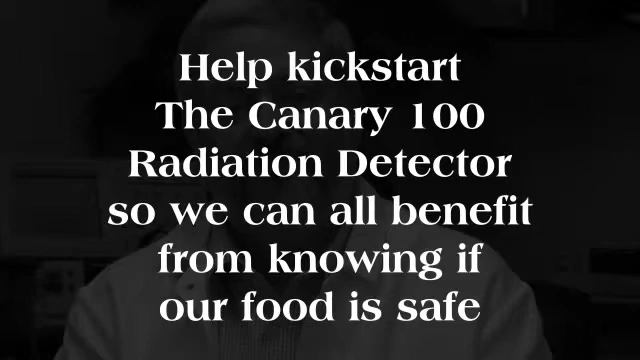 Help kickstart
The Canary 100
Radiation Detector
so we can all benefit
from knowing if
our food is safe